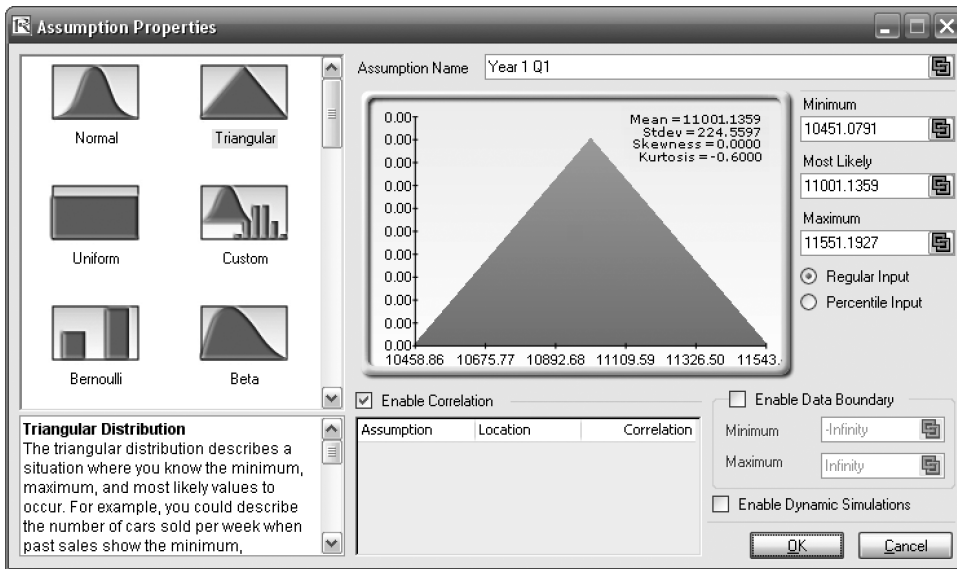 Assumption Properties
Normal
Triangular
Uniform
Custom
Bernoulli
Beta
Triangular Distribution
The triangular distribution describes a
situation where you know the minimum,
maximum, and most likely values to
occur. For example, you could describe
the number of cars sold per week when
past sales show the minimum,
Assumption Name
Year 1 Q1
0.00
0.00
0.00
0.00
0.00
0.00
0.00
0.00
0.00
0.00
0.00
Mean =11001.1359
Stdev =224.5597
Skewness =0.0000
Kurtosis =-0.6000
10458.86 10675.77 10892.68 11109.59 11326.50 11543.
Minimum
10451.0791
Most Likely
11001.1359
Maximum
11551.1927
Regular Input
Percentile Input
Enable Correlation
Assumption Location Correlation
Enable Data Boundary
Minimum -Infinity
Maximum Infinity
Enable Dynamic Simulations
OK Cancel